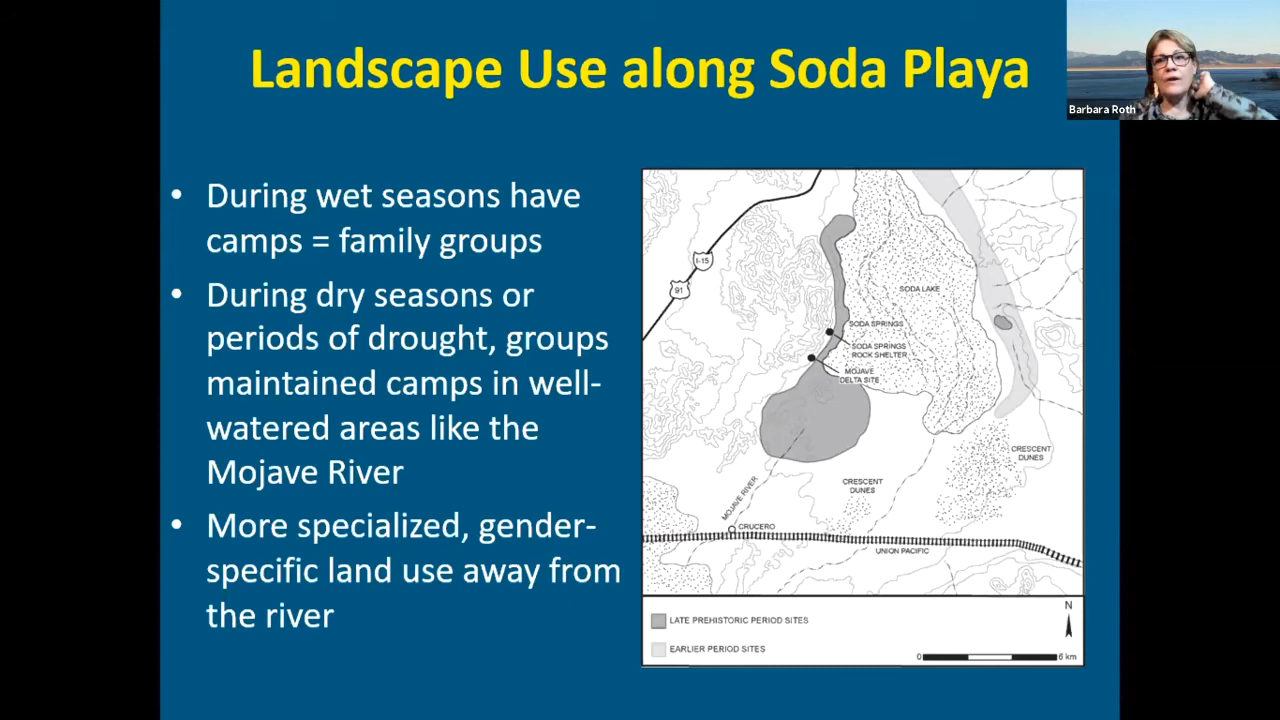 Landscape Use along Soda Playa
Barbara Roth
• During wet seasons have
camps = family groups
• During dry seasons or
periods of drought, groups
maintained camps in well-
watered areas like the
Mojave River
• More specialized, gender-
specific land use away from
the river
I-15
91
SODA LAKE
SODA SPRINGS
SODA SPRINGS
ROCK SHELTER
MOJAVE
DELTA SITE
CRESCENT
DUNES
CRESCENT
DUNES
MOJAVE RIVER
CRUCERO
UNION PACIFIC
LATE PREHISTORIC PERIOD SITES
EARLIER PERIOD SITES
N
0 6 km